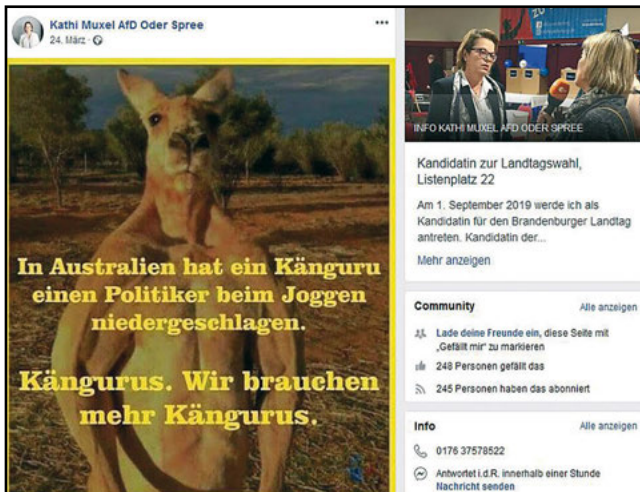 Kathi Muxel AfD Oder Spree
24. März ·
In Australien hat ein Känguru
einen Politiker beim Joggen
niedergeschlagen.
Kängurus. Wir brauchen
mehr Kängurus.
INFO KATHI MUXEL AFD ODER SPREE
Kandidatin zur Landtagswahl,
Listenplatz 22
Am 1. September 2019 werde ich als
Kandidatin für den Brandenburger Landtag
antreten. Kandidatin der...
Mehr anzeigen
Community
Alle anzeigen
Lade deine Freunde ein, diese Seite mit
„Gefällt mir“ zu markieren
248 Personen gefällt das
245 Personen haben das abonniert
Info
Alle anzeigen
0176 37578522
Antwortet i.d.R. innerhalb einer Stunde
Nachricht senden